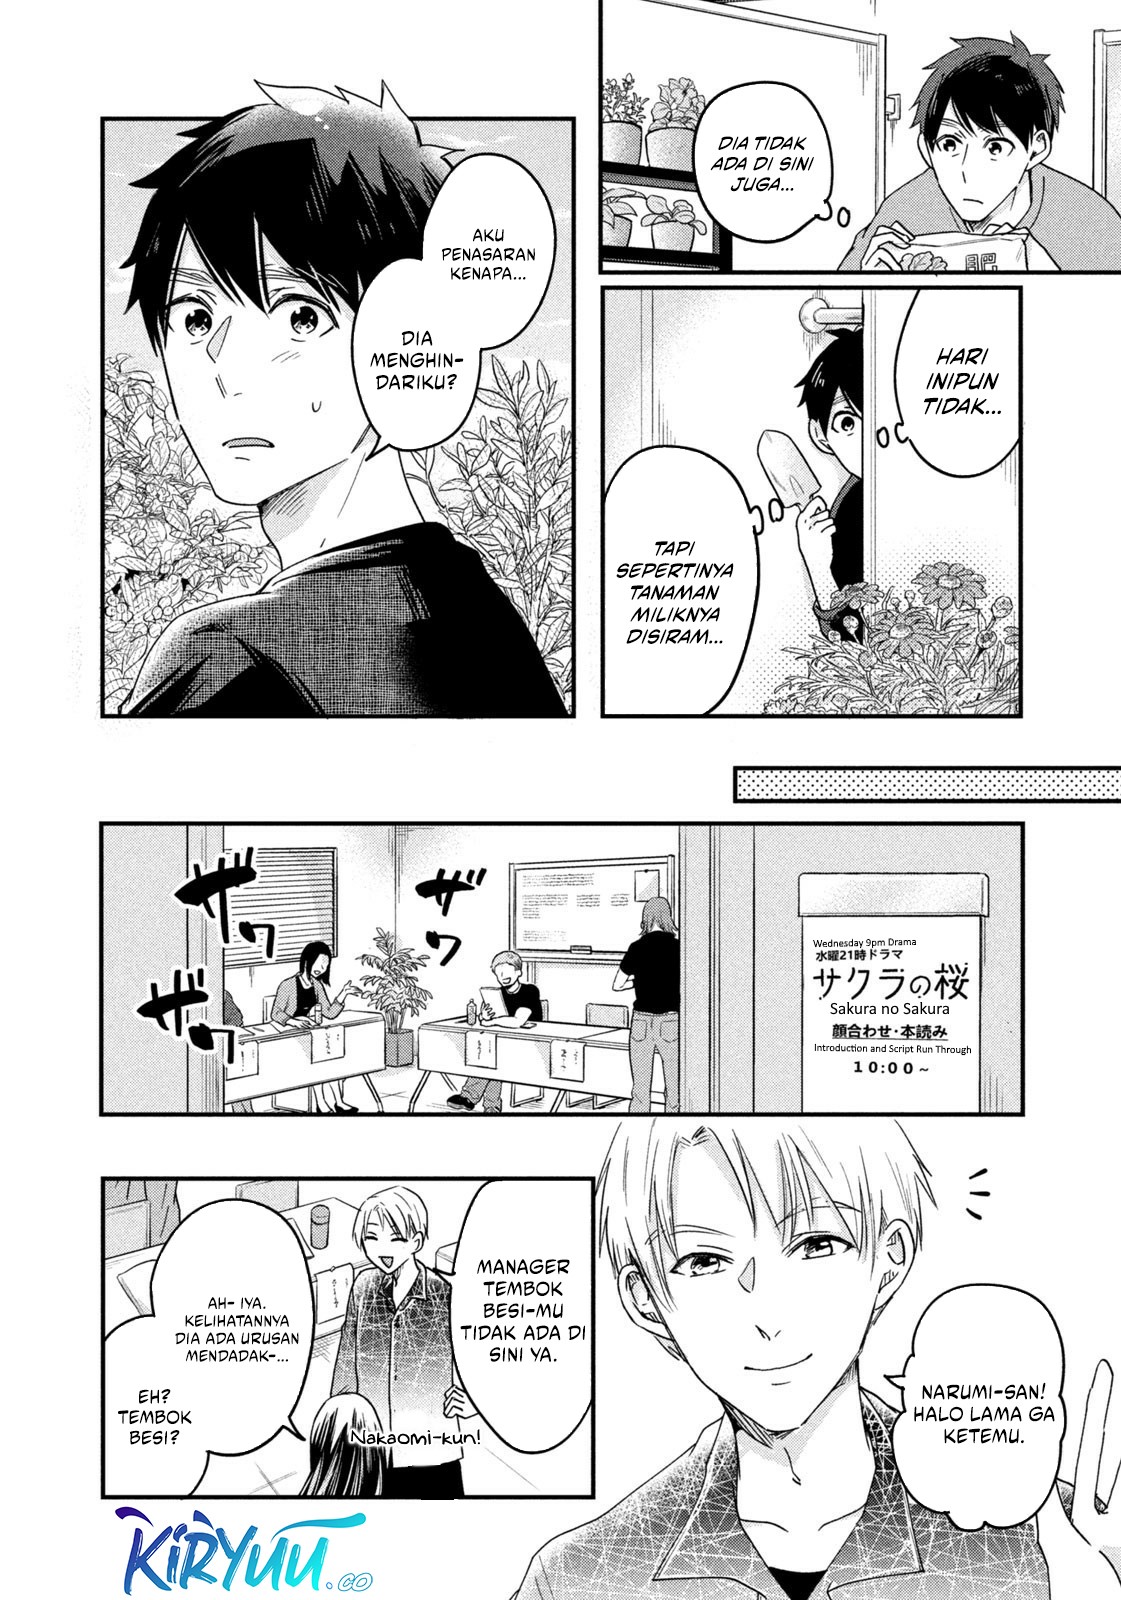 DIA TIDAK
ADA DI SINI
JUGA...
肥
HARI
INIPUN
TIDAK...
TAPI
SEPERTINYA
TANAMAN
MILIKNYA
DISIRAM...
AKU
PENASARAN
KENAPA...
DIA
MENGHIN-
DARIKU?
ザワ
ザワ
Wednesday 9pm Drama
水曜21時ドラマ
サクラの桜
Sakura no Sakura
顔合わせ・本読み
Introduction and Script Run Through
10:00~
NARUMI-SAN!
HALO LAMA GA
KETEMU.
MANAGER
TEMBOK
BESI-MU
TIDAK ADA DI
SINI YA.
Nakaomi-kun!
AH- IYA.
KELIHATANNYA
DIA ADA URUSAN
MENDADAK-...
EH?
TEMBOK
BESI?
KIRYUU.CO